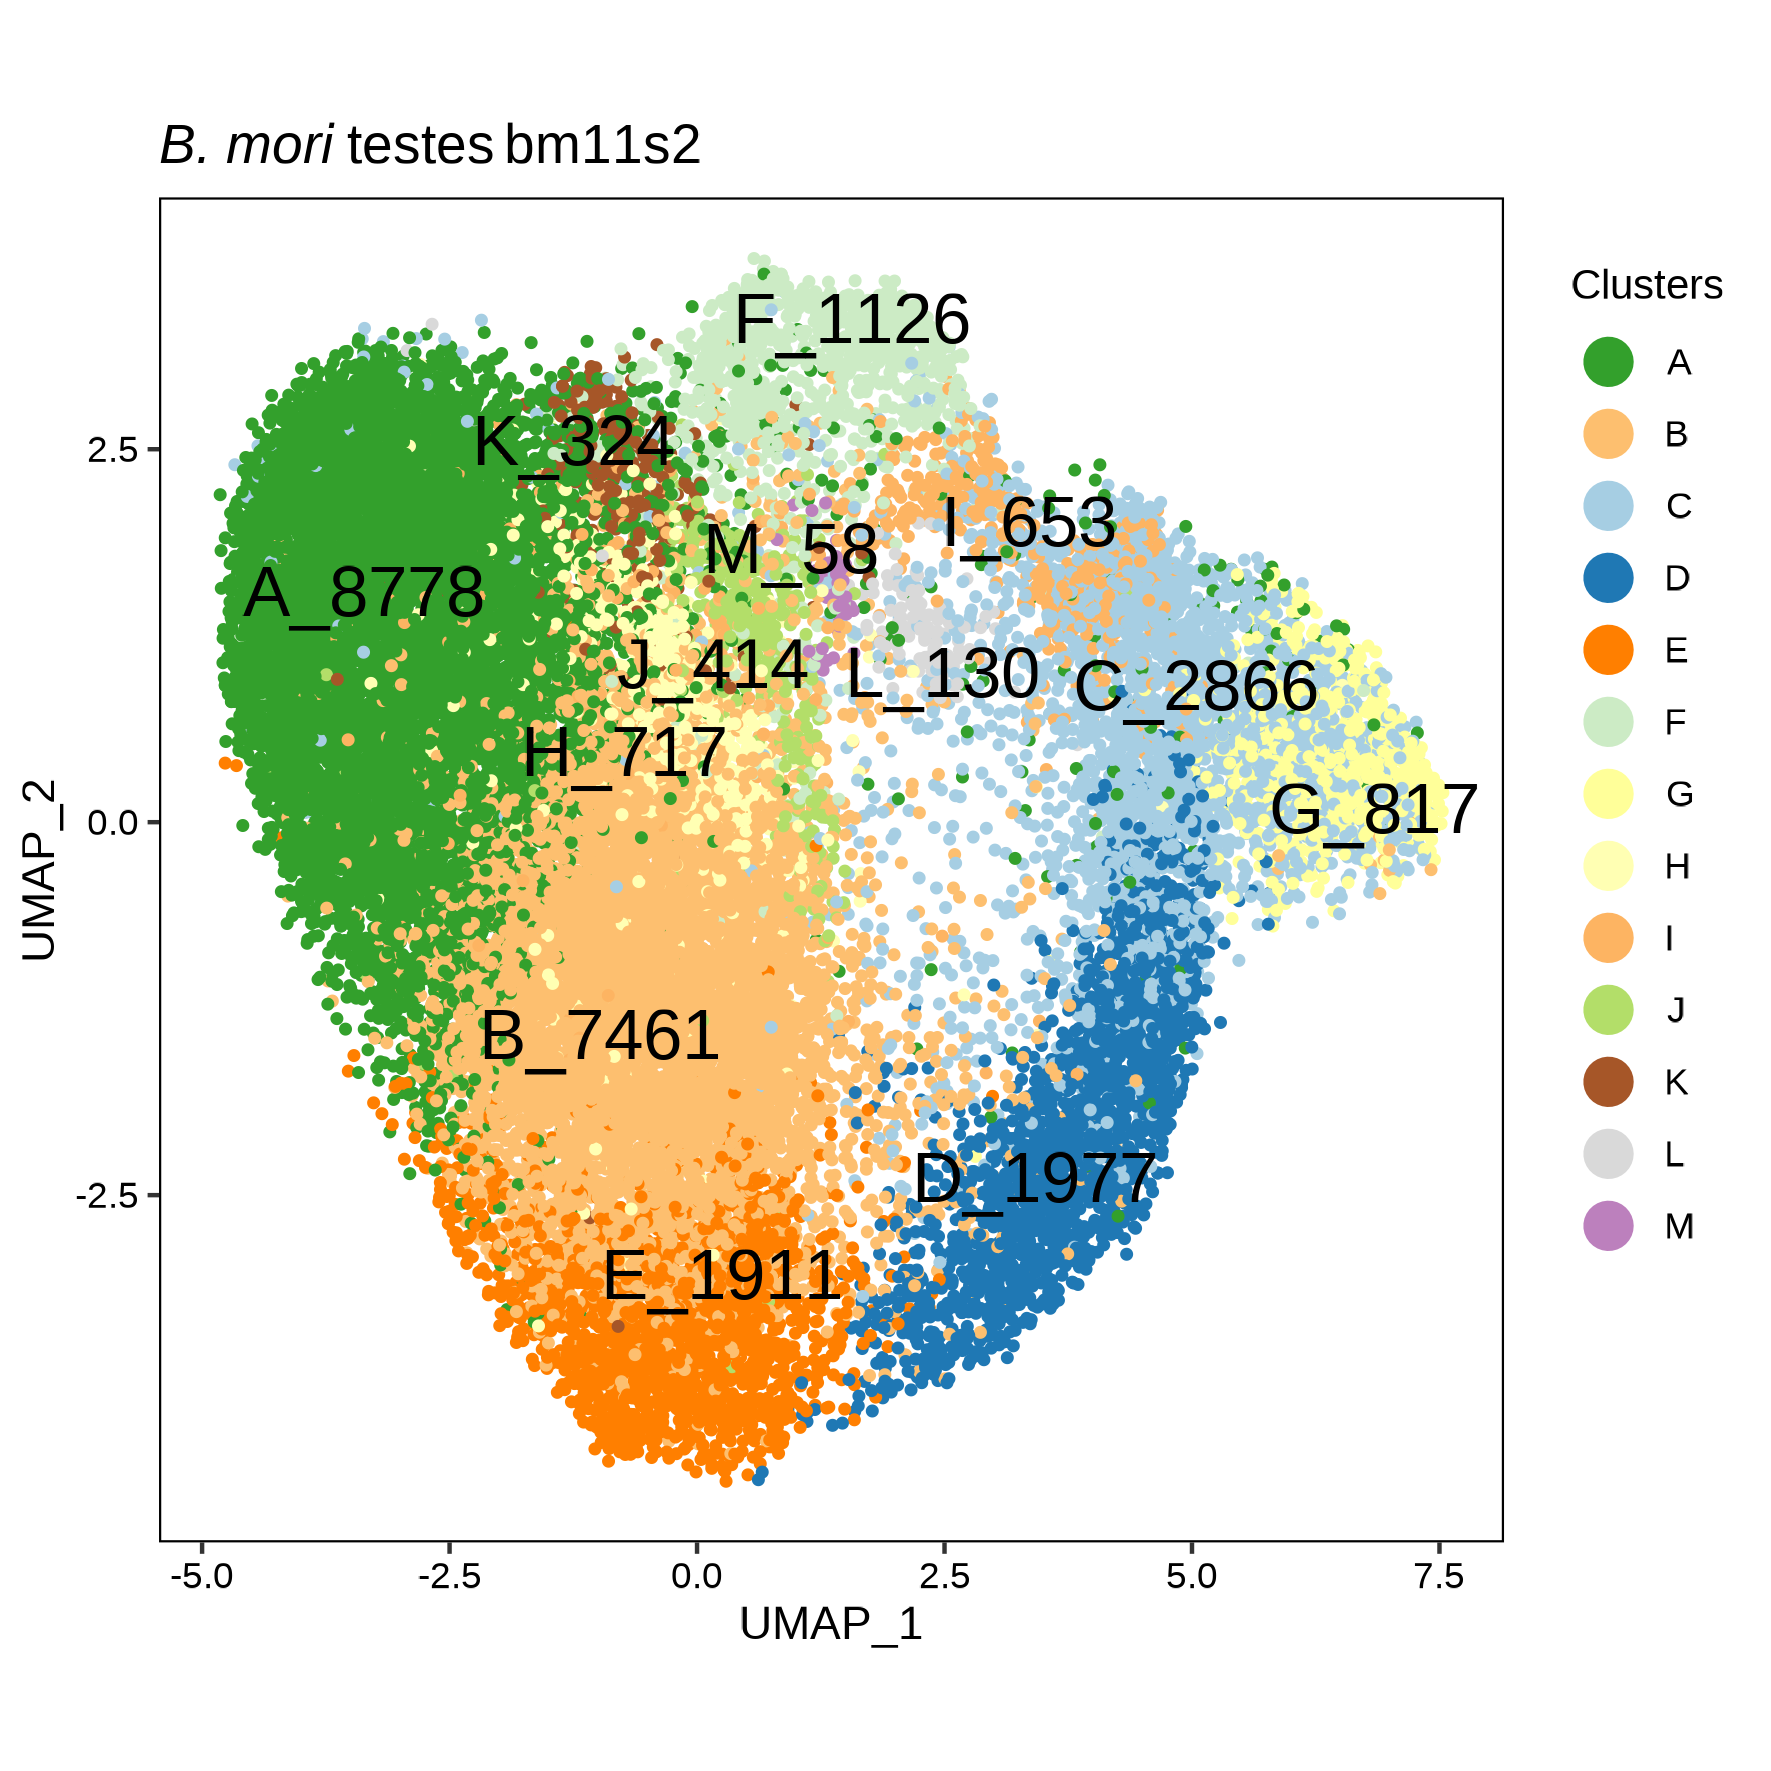 B. mori testes bm11s2
Clusters
A
B
C
D
E
F
G
H
I
J
K
L
M
F_1126
K_324
I_653
M_58
A_8778
J_414
L_130
C_2866
H_717
G_817
B_7461
D_1977
E_1911
2.5
0.0
-2.5
UMAP_2
-5.0
-2.5
0.0
2.5
5.0
7.5
UMAP_1